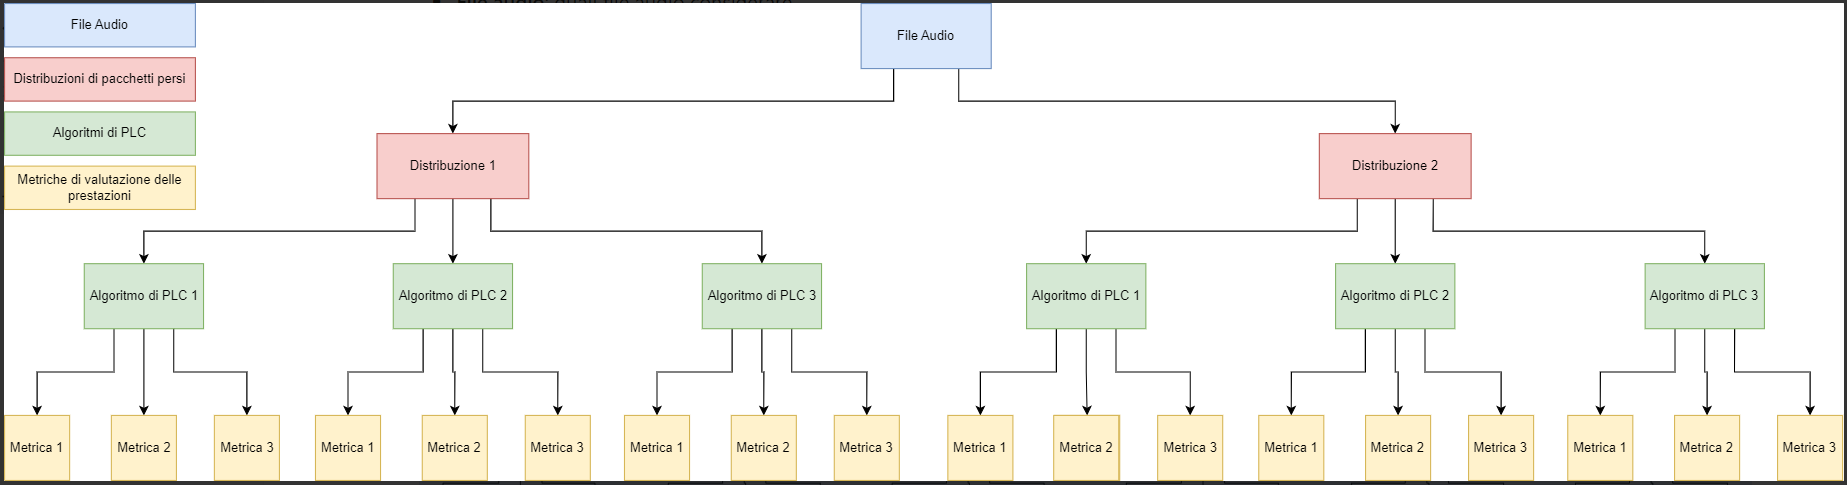 File Audio
Distribuzioni di pacchetti persi
Algoritmi di PLC
Metriche di valutazione delle
prestazioni
File Audio
Distribuzione 1
Distribuzione 2
Algoritmo di PLC 1
Algoritmo di PLC 2
Algoritmo di PLC 3
Algoritmo di PLC 1
Algoritmo di PLC 2
Algoritmo di PLC 3
Metrica 1
Metrica 2
Metrica 3
Metrica 1
Metrica 2
Metrica 3
Metrica 1
Metrica 2
Metrica 3
Metrica 1
Metrica 2
Metrica 3
Metrica 1
Metrica 2
Metrica 3
Metrica 1
Metrica 2
Metrica 3